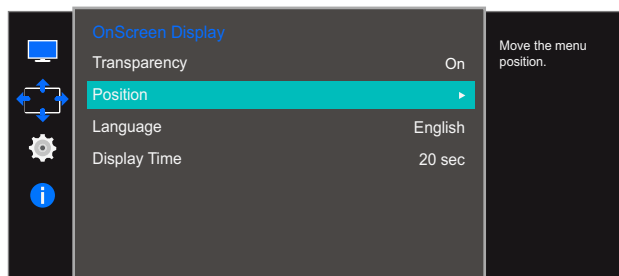 OnScreen Display
Transparency On
Position
Language English
Display Time 20 sec
Move the menu
position.
i